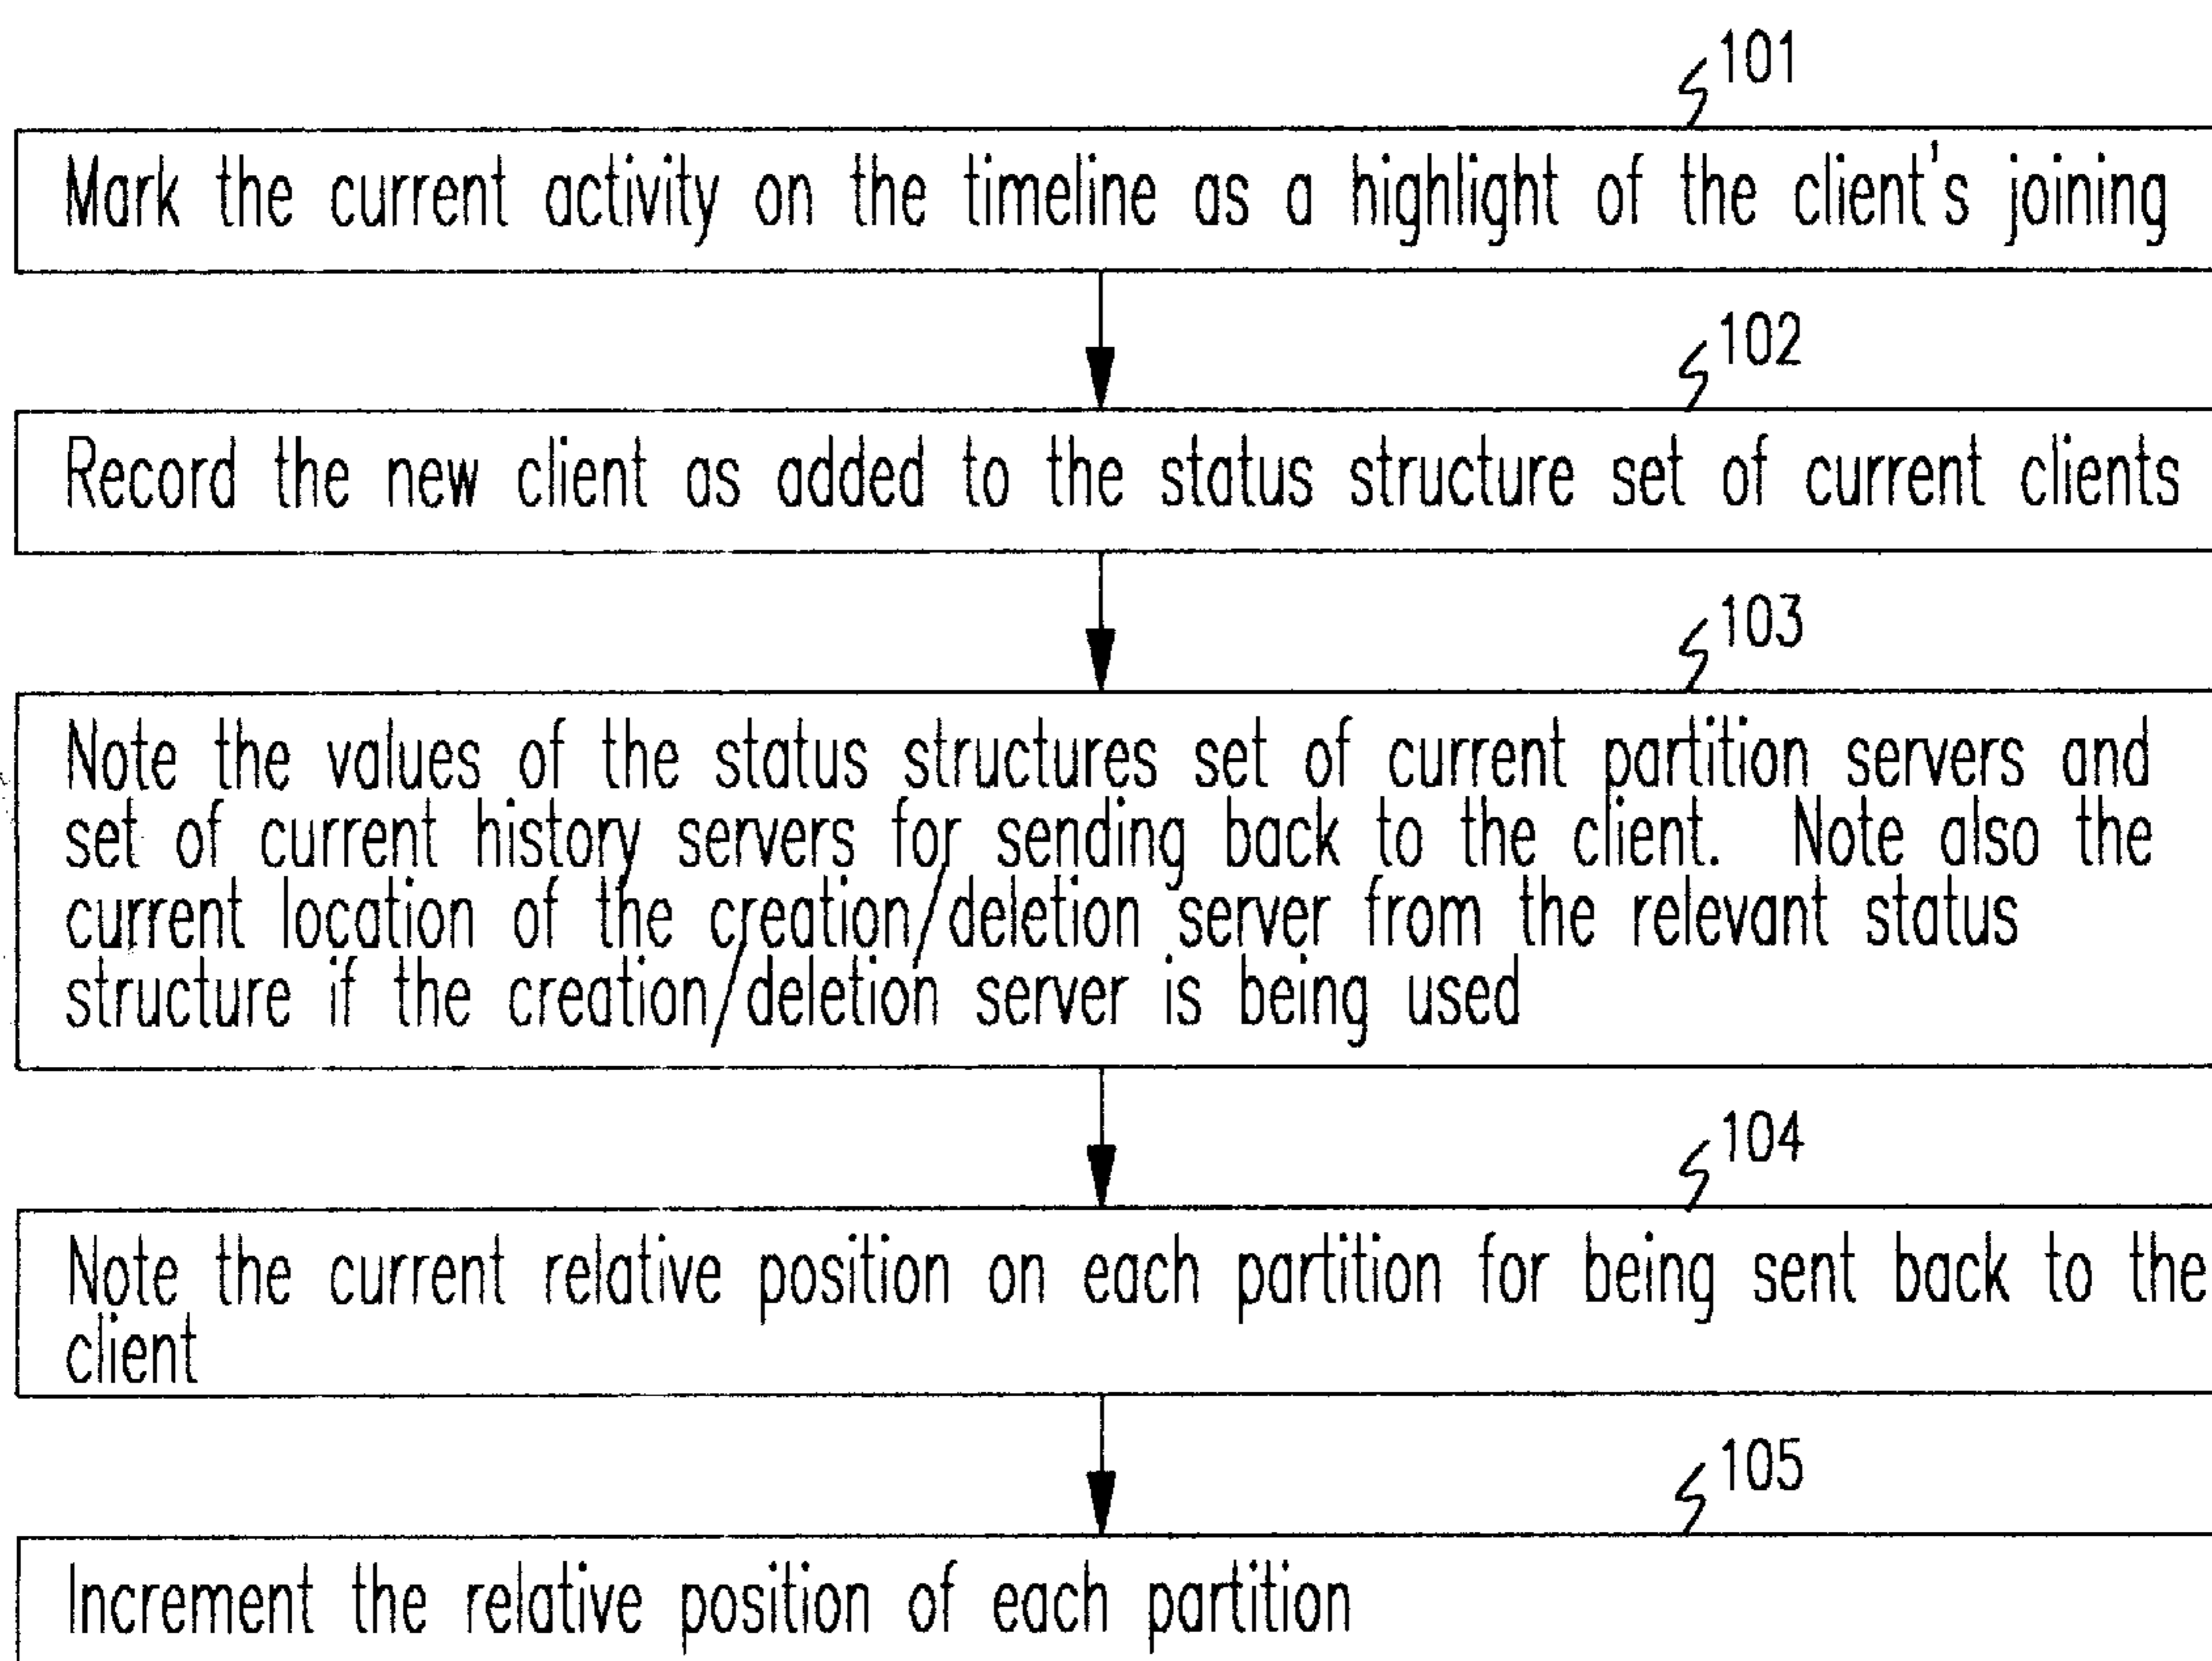 101
Mark the current activity on the timeline as a highlight of the client's joining
102
Record the new client as added to the status structure set of current clients
103
Note the values of the status structures set of current partition servers and
set of current history servers for sending back to the client. Note also the
current location of the creation/deletion server from the relevant status
structure if the creation/deletion server is being used
104
Note the current relative position on each partition for being sent back to the
client
105
Increment the relative position of each partition